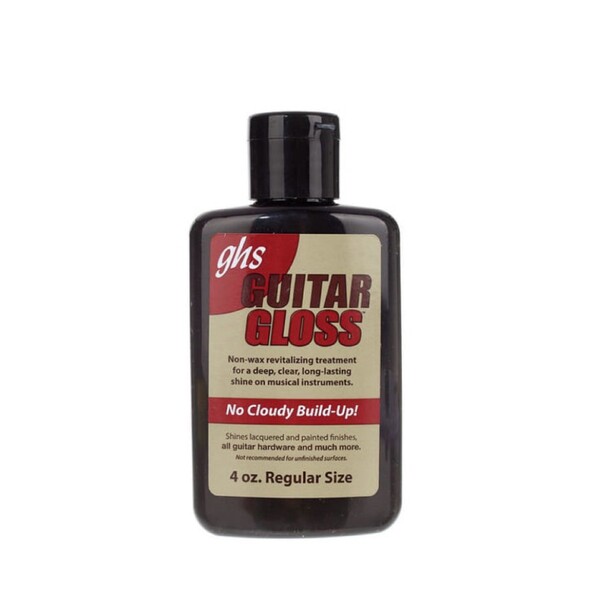 ghs
GUITAR
GLOSS™
Non-wax revitalizing treatment
for a deep, clear, long-lasting
shine on musical instruments.
No Cloudy Build-Up!
Shines lacquered and painted finishes,
all guitar hardware and much more.
Not recommended for unfinished surfaces.
4 oz. Regular Size